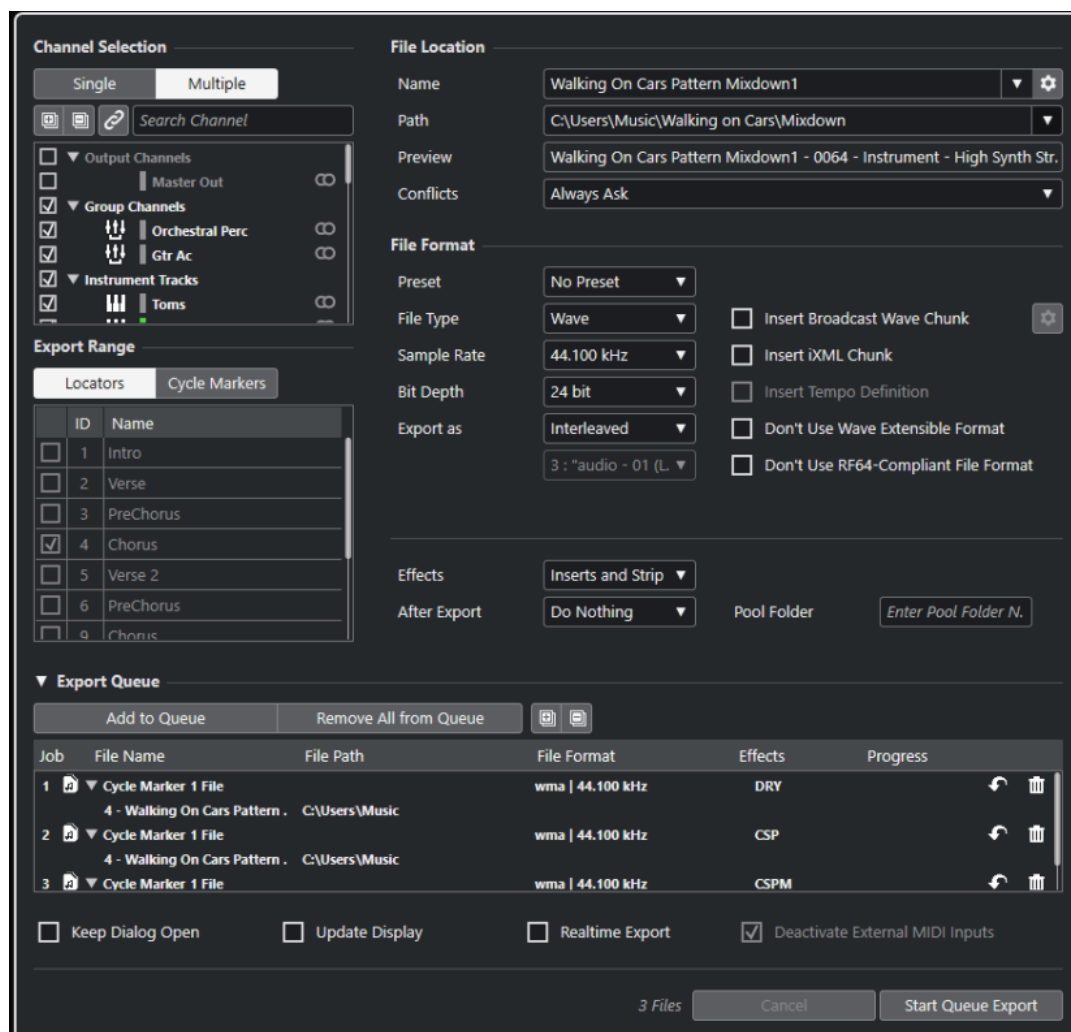 Channel Selection
Single Multiple
Search Channel
Output Channels
Master Out
Group Channels
Orchestral Perc
Gtr Ac
Instrument Tracks
Toms
Export Range
Locators Cycle Markers
ID Name
1 Intro
2 Verse
3 PreChorus
4 Chorus
5 Verse 2
6 PreChorus
9 Chorus
File Location
Name Walking On Cars Pattern Mixdown1
Path C:\Users\Music\Walking on Cars\Mixdown
Preview Walking On Cars Pattern Mixdown1 - 0064 - Instrument - High Synth Str.
Conflicts Always Ask
File Format
Preset No Preset
File Type Wave Insert Broadcast Wave Chunk
Sample Rate 44.100 kHz Insert iXML Chunk
Bit Depth 24 bit Insert Tempo Definition
Export as Interleaved Don't Use Wave Extensible Format
3 : "audio - 01 (L. Don't Use RF64-Compliant File Format
Effects Inserts and Strip
After Export Do Nothing Pool Folder Enter Pool Folder N.
Export Queue
Add to Queue Remove All from Queue
Job File Name File Path File Format Effects Progress
1 Cycle Marker 1 File wma | 44.100 kHz DRY
4 - Walking On Cars Pattern . C:\Users\Music
2 Cycle Marker 1 File wma | 44.100 kHz CSP
4 - Walking On Cars Pattern . C:\Users\Music
3 Cycle Marker 1 File wma | 44.100 kHz CSPM
Keep Dialog Open Update Display Realtime Export Deactivate External MIDI Inputs
3 Files Cancel Start Queue Export